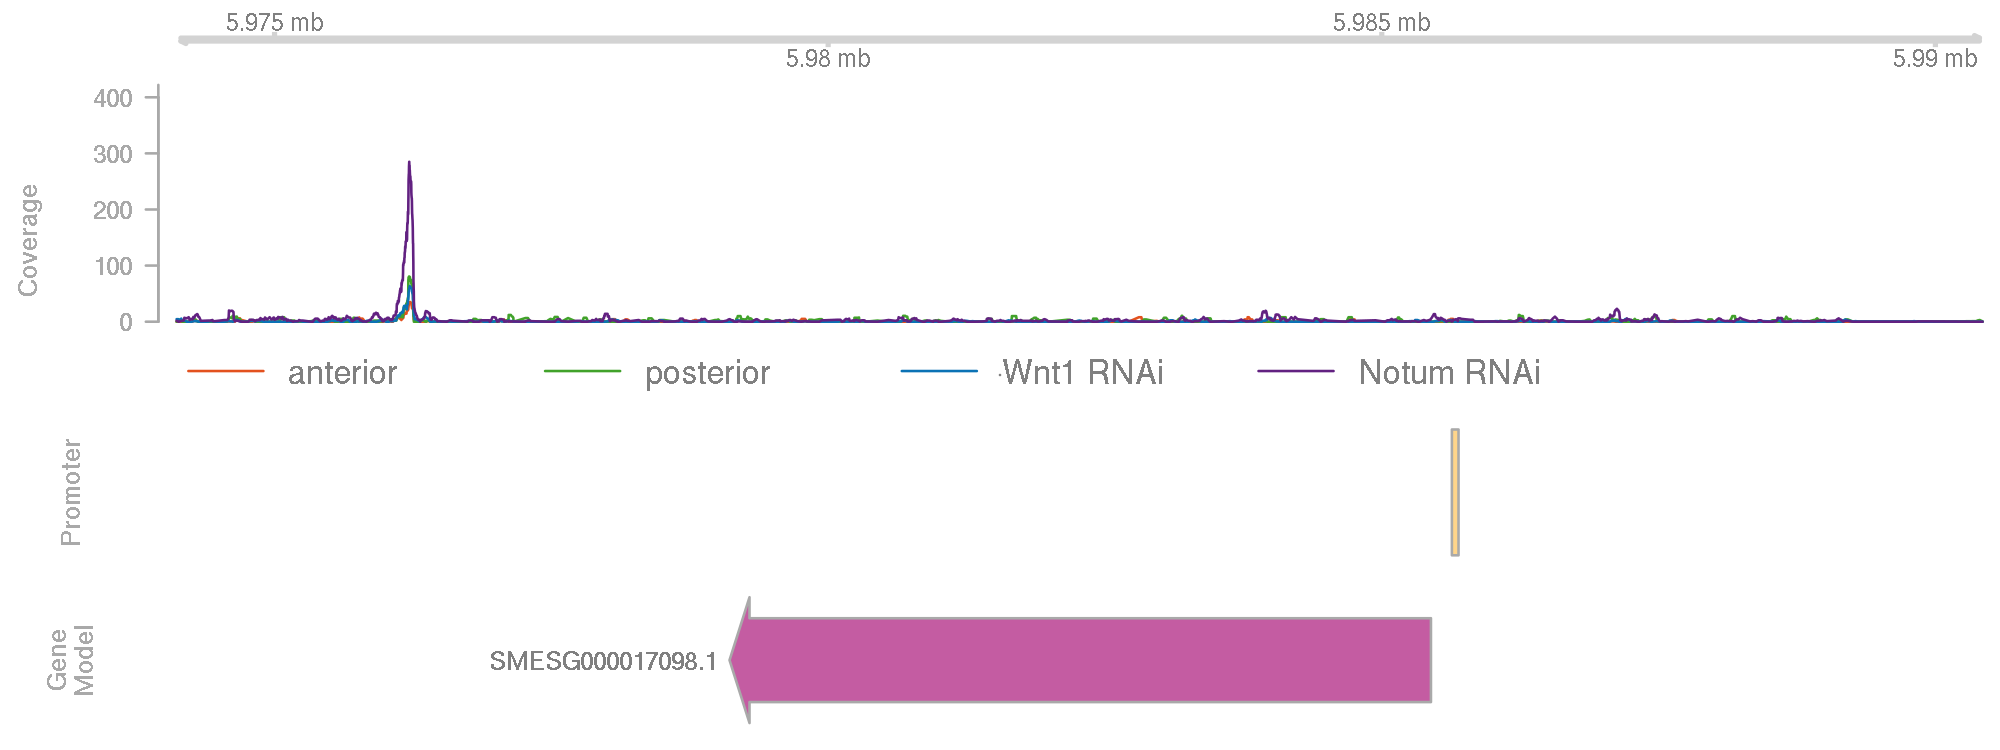 5.975 mb
5.985 mb
5.98 mb
5.99 mb
400
300
200
100
0
Coverage
anterior
posterior
Wnt1 RNAi
Notum RNAi
Promoter
Gene
Model
SMESG000017098.1